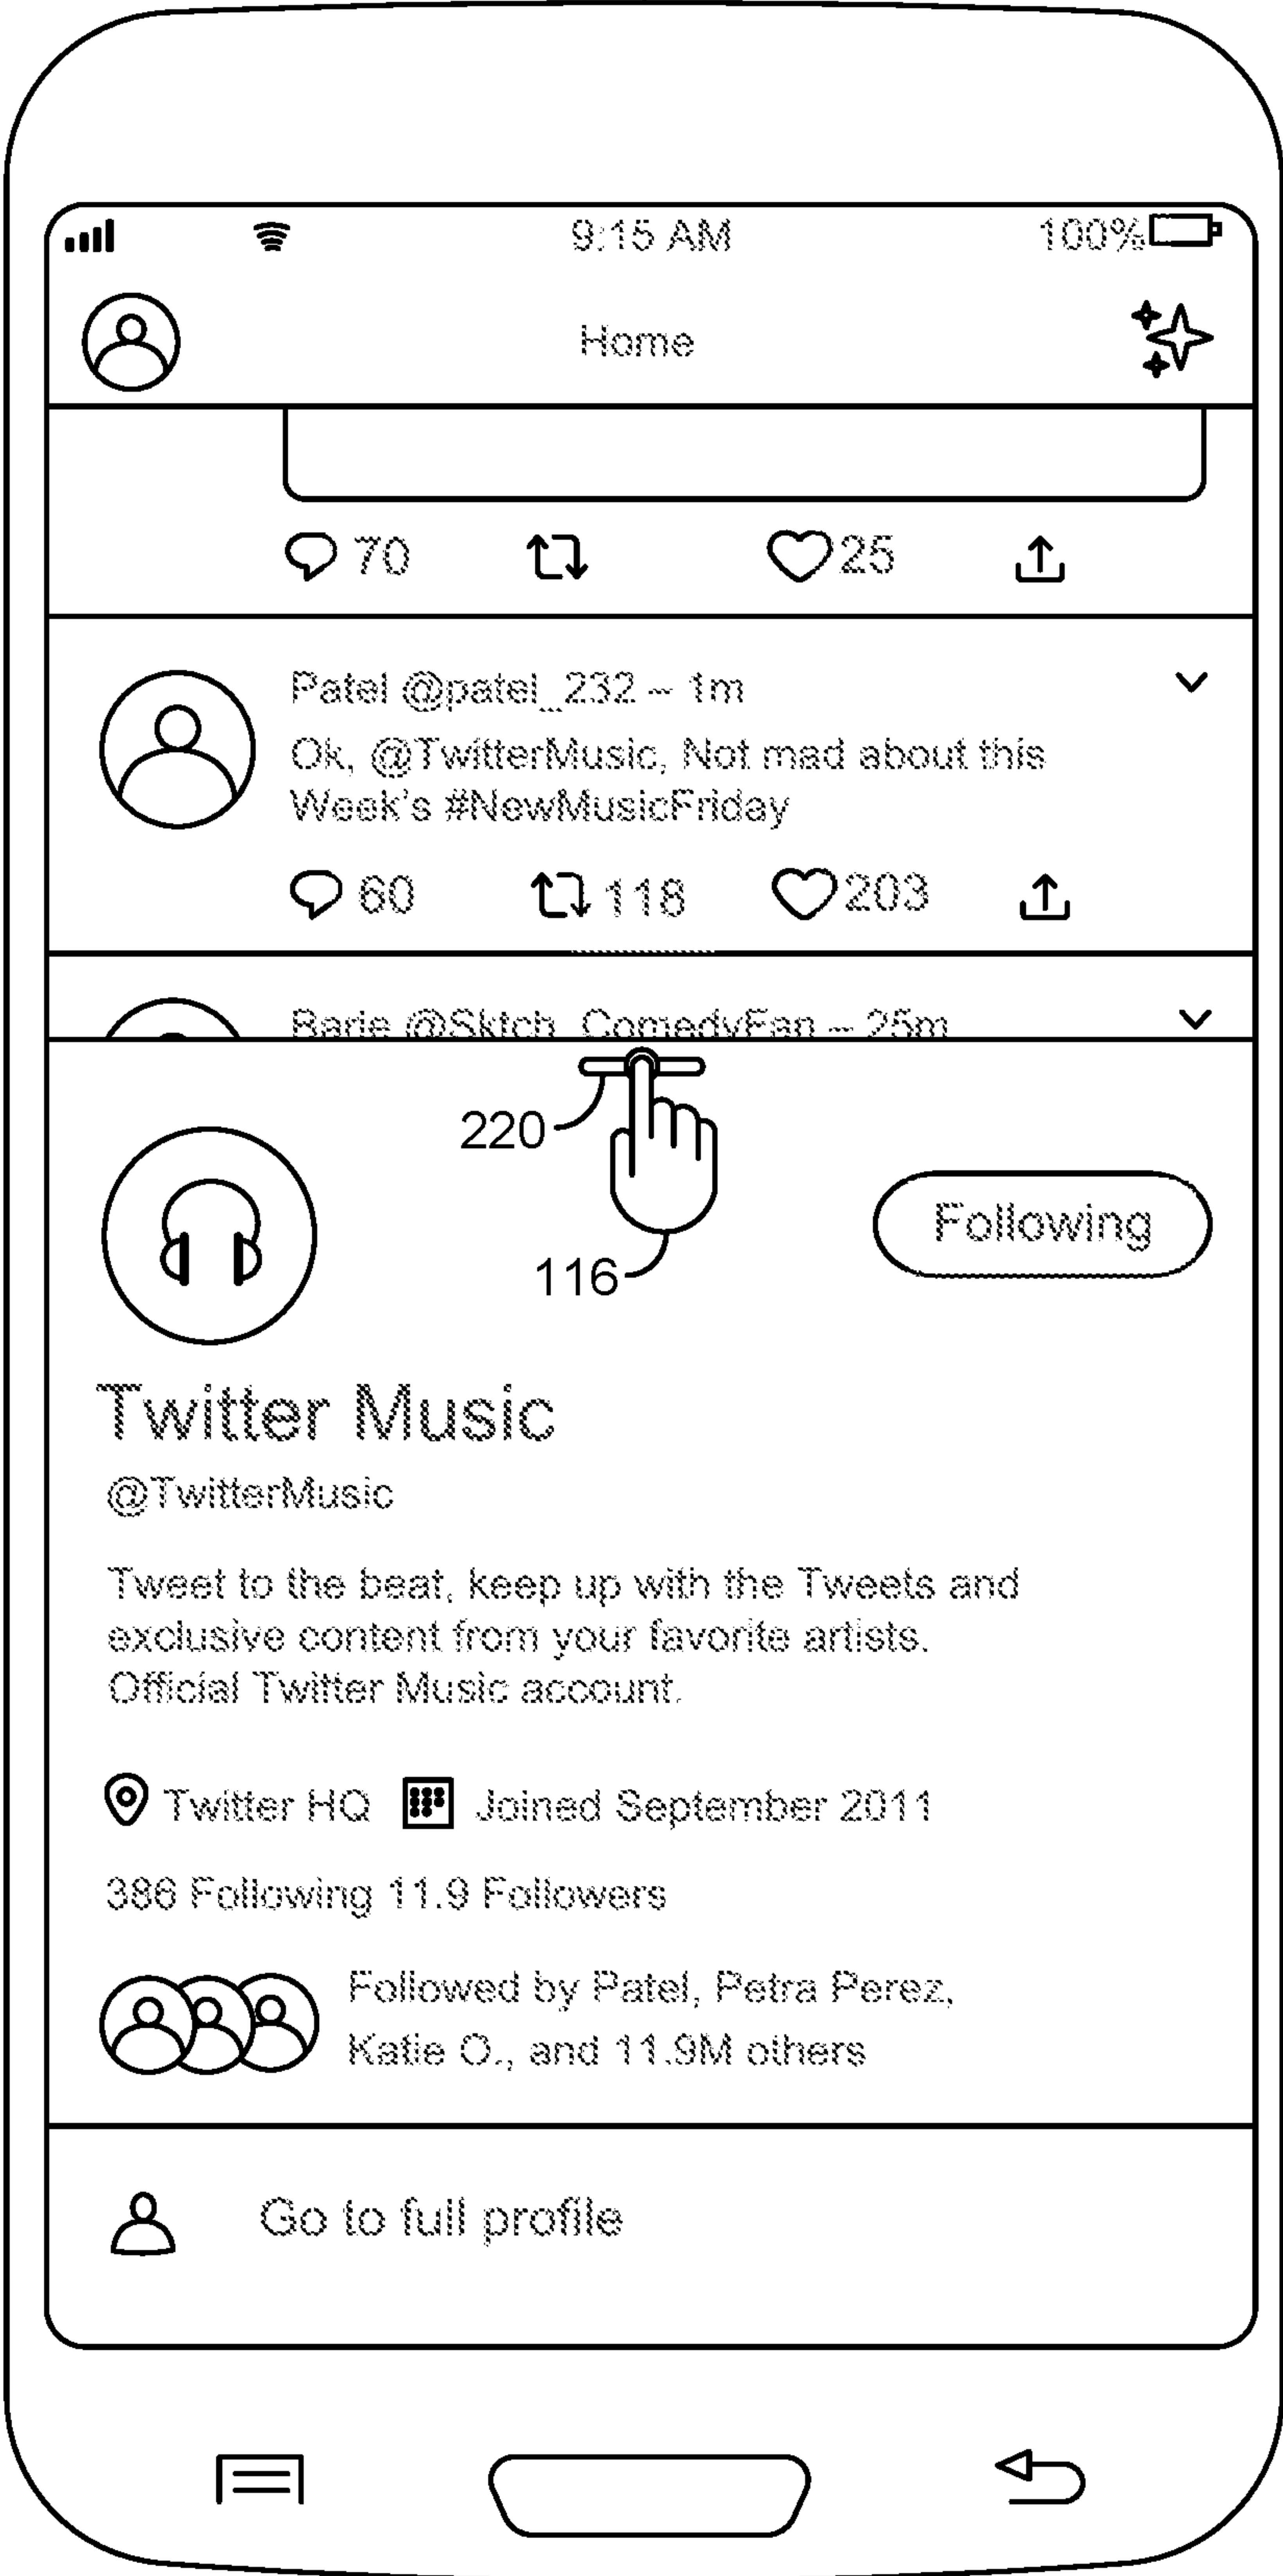 9:15 AM 100%
Home
70 25
Patel @patel_232 – 1m
Ok, @TwitterMusic, Not mad about this
Week's #NewMusicFriday
60 118 203
Barie @Sktch_ComedyFan – 25m
220
116
Following
Twitter Music
@TwitterMusic
Tweet to the beat, keep up with the Tweets and
exclusive content from your favorite artists.
Official Twitter Music account.
Twitter HQ Joined September 2011
386 Following 11.9 Followers
Followed by Patel, Petra Perez,
Katie O., and 11.9M others
Go to full profile